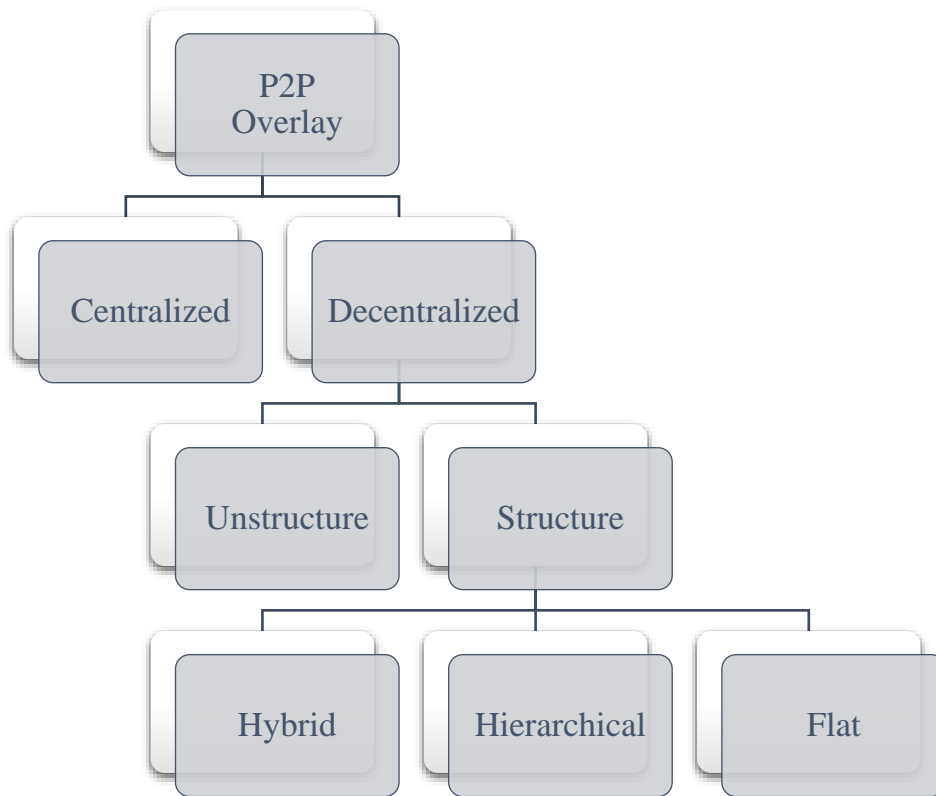 P2P
Overlay
Centralized
Decentralized
Unstructure
Structure
Hybrid
Hierarchical
Flat